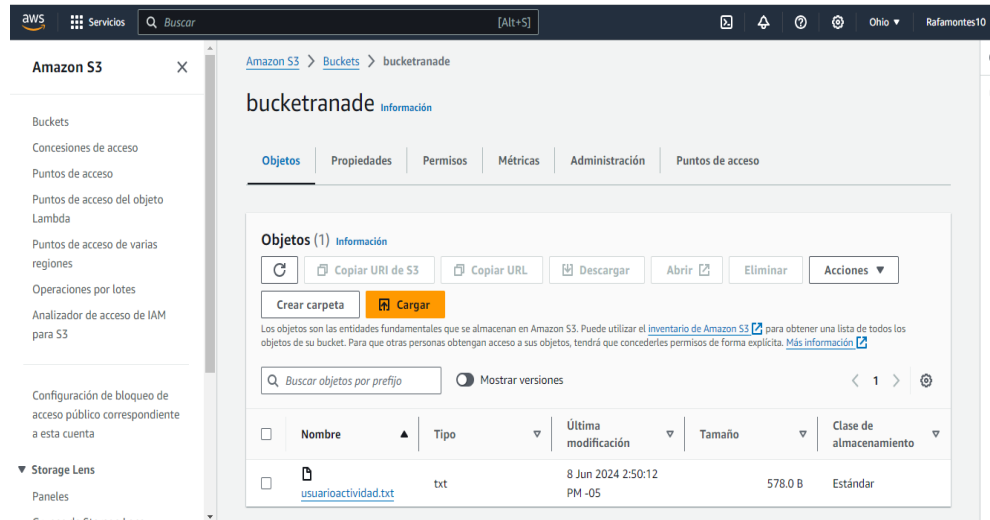 aws
Servicios
Buscar
[Alt+S]
Ohio
Rafamontes10
Amazon S3
Buckets
Concesiones de acceso
Puntos de acceso
Puntos de acceso del objeto
Lambda
Puntos de acceso de varias
regiones
Operaciones por lotes
Analizador de acceso de IAM
para S3
Configuración de bloqueo de
acceso público correspondiente
a esta cuenta
Storage Lens
Paneles
Amazon S3 > Buckets > bucketranade
bucketranade Información
Objetos
Propiedades
Permisos
Métricas
Administración
Puntos de acceso
Objetos (1) Información
Copiar URI de S3
Copiar URL
Descargar
Abrir
Eliminar
Acciones
Crear carpeta
Cargar
Los objetos son las entidades fundamentales que se almacenan en Amazon S3. Puede utilizar el inventario de Amazon S3 para obtener una lista de todos los
objetos de su bucket. Para que otras personas obtengan acceso a sus objetos, tendrá que concederles permisos de forma explícita. Más información
Buscar objetos por prefijo
Mostrar versiones
< 1 >
Nombre
Tipo
Última
modificación
Tamaño
Clase de
almacenamiento
usuarioactividad.txt
txt
8 Jun 2024 2:50:12
PM -05
578.0 B
Estándar